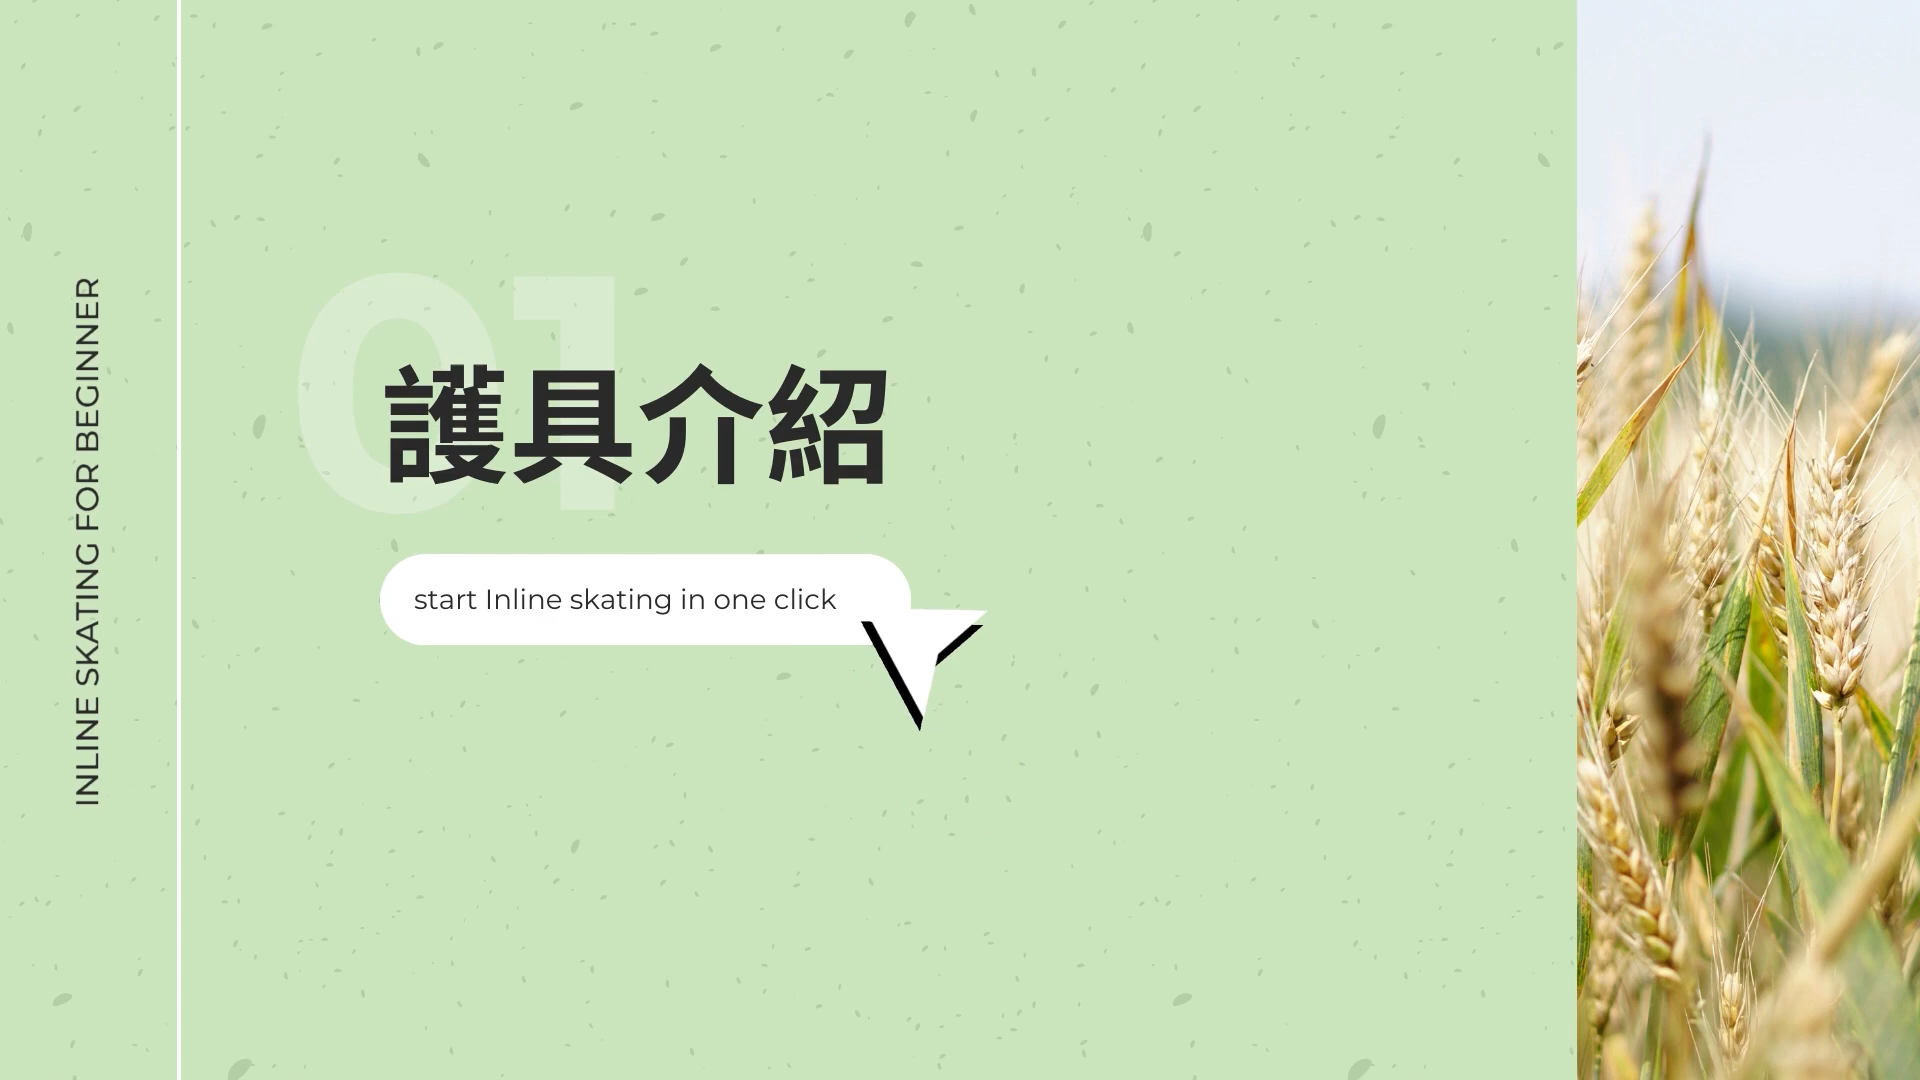 INLINE SKATING FOR BEGINNER
01
護具介紹
start Inline skating in one click